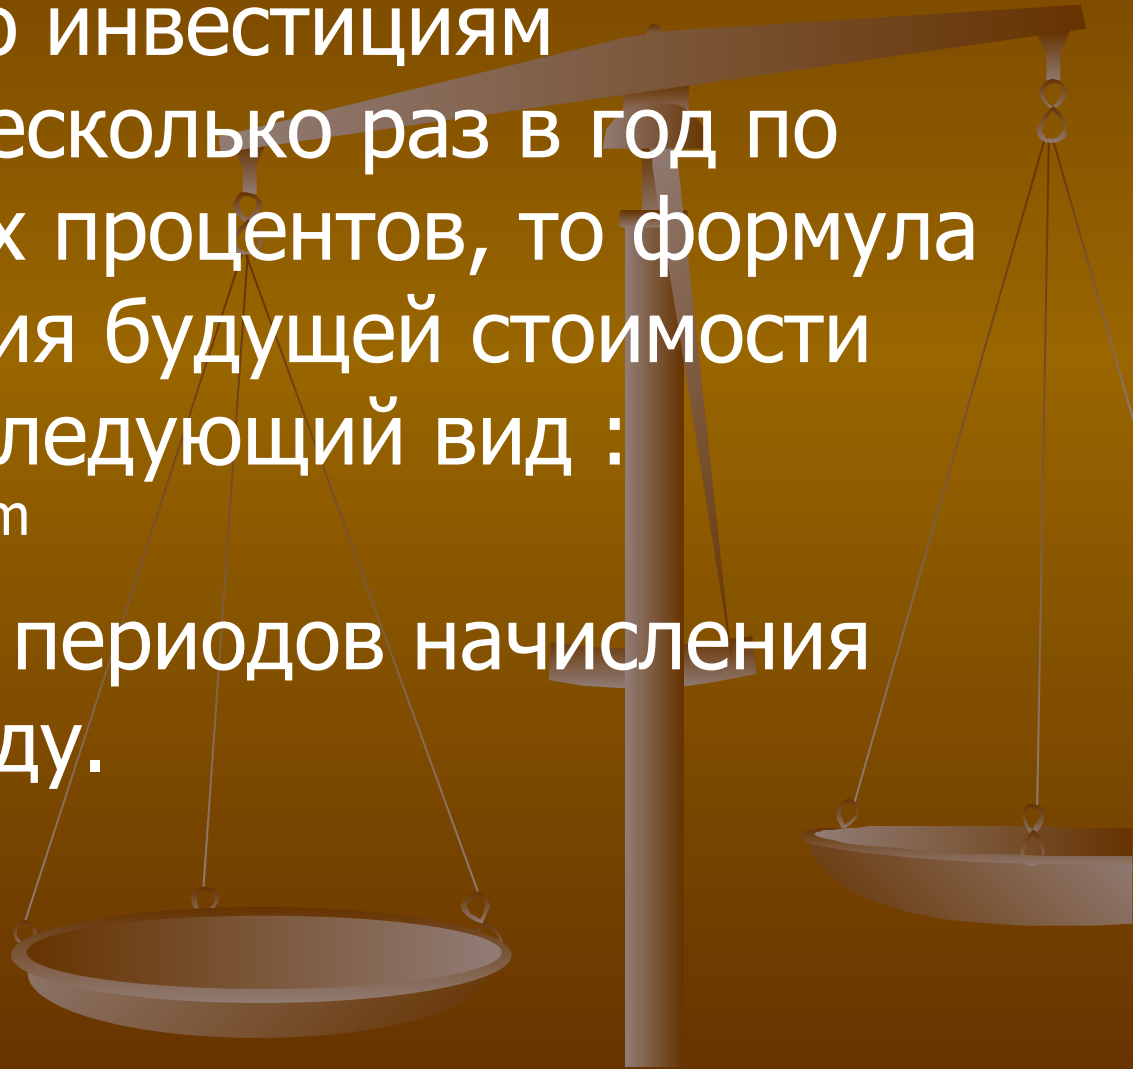 о инвестициям
есколько раз в год по
х процентов, то формула
ия будущей стоимости
ледующий вид :
m
периодов начисления
ду.